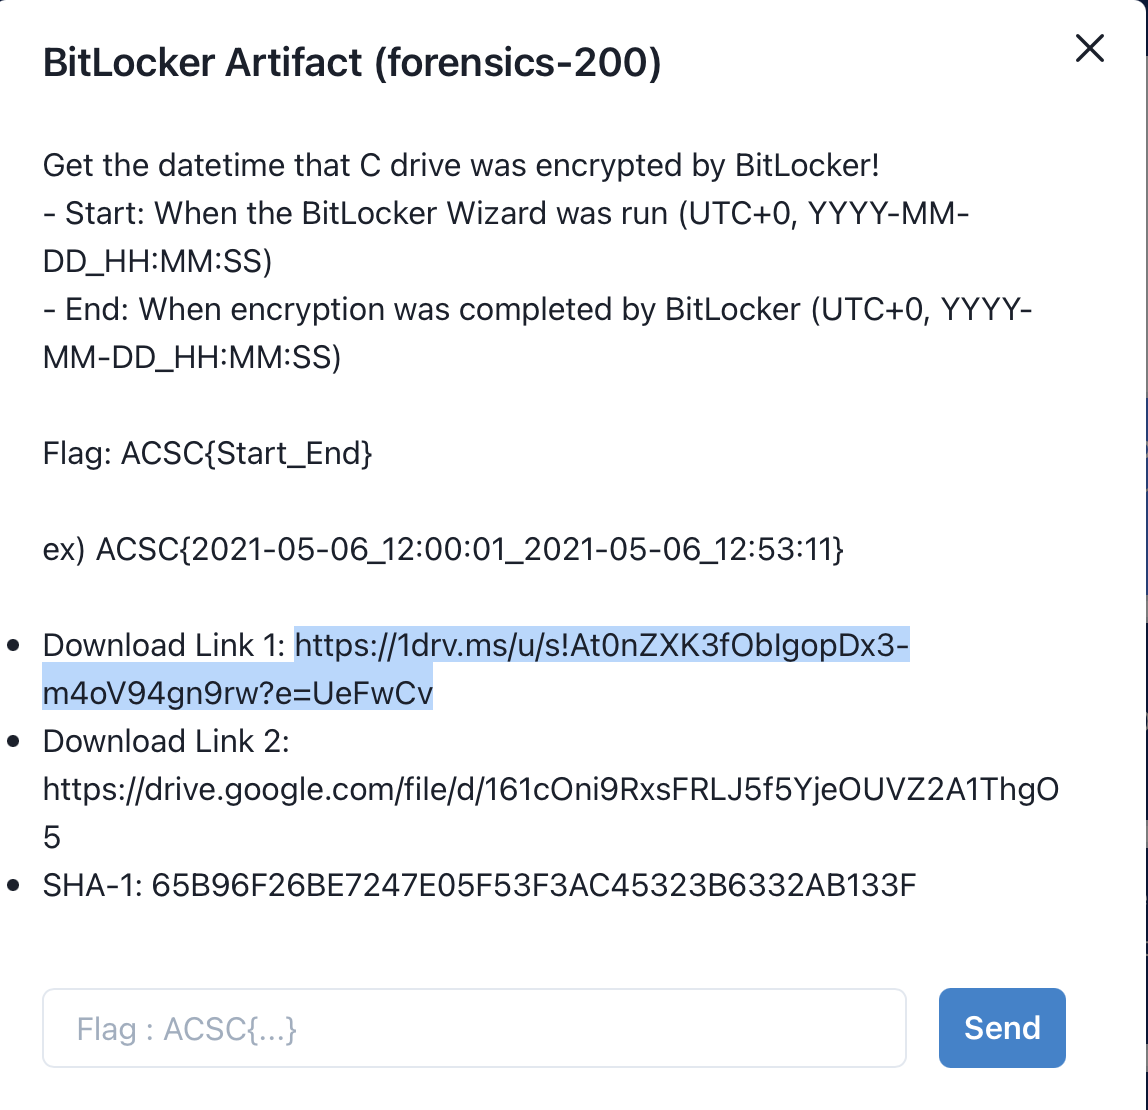 BitLocker Artifact (forensics-200)
Get the datetime that C drive was encrypted by BitLocker!
- Start: When the BitLocker Wizard was run (UTC+0, YYYY-MM-
DD_HH:MM:SS)
- End: When encryption was completed by BitLocker (UTC+0, YYYY-
MM-DD_HH:MM:SS)
Flag: ACSC{Start_End}
ex) ACSC{2021-05-06_12:00:01_2021-05-06_12:53:11}
Download Link 1: https://1drv.ms/u/s!At0nZXK3fObIgopDx3-
m4oV94gn9rw?e=UeFwCv
Download Link 2:
https://drive.google.com/file/d/161cOni9RxsFRLJ5f5YjeOUVZ2A1ThgO
5
SHA-1: 65B96F26BE7247E05F53F3AC45323B6332AB133F
Flag : ACSC{...}
Send